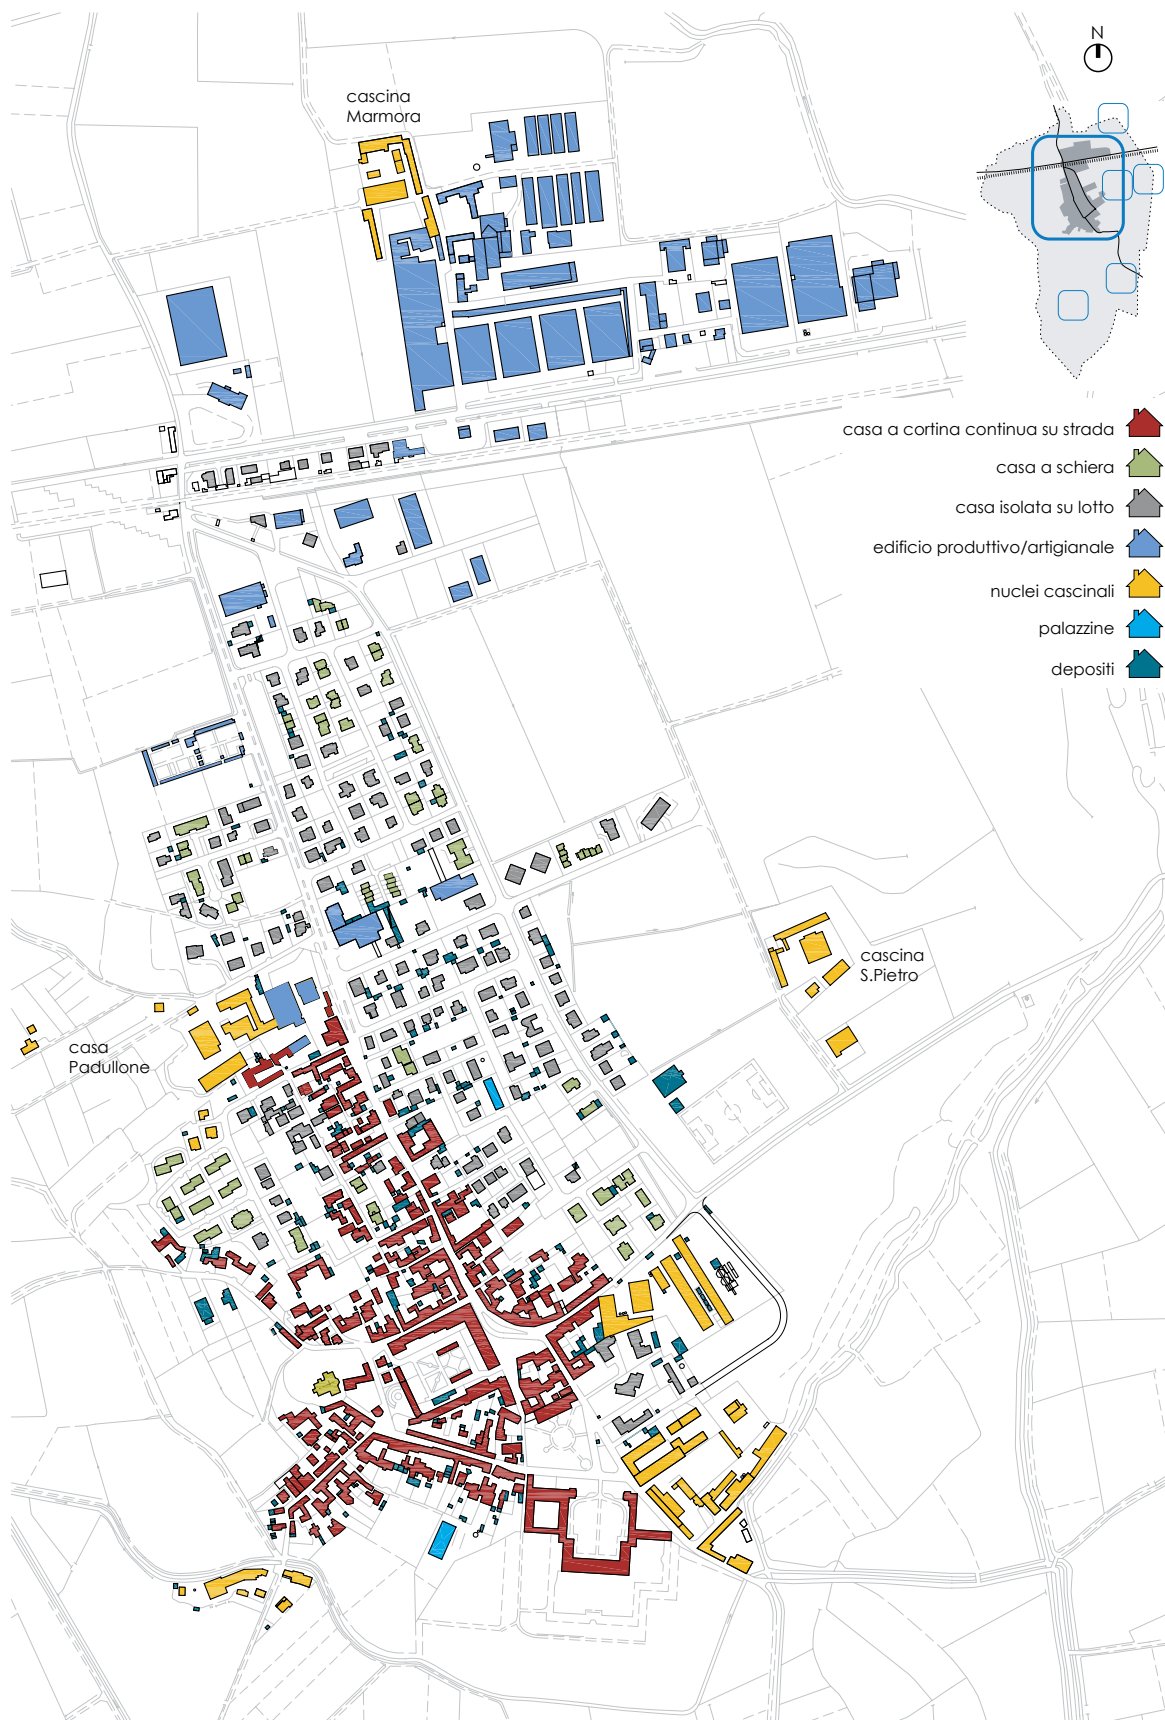 N
cascina
Marmora
casa a cortina continua su strada
casa a schiera
casa isolata su lotto
edificio produttivo/artigianale
nuclei cascinali
palazzine
depositi
cascina
S.Pietro
casa
Padullone